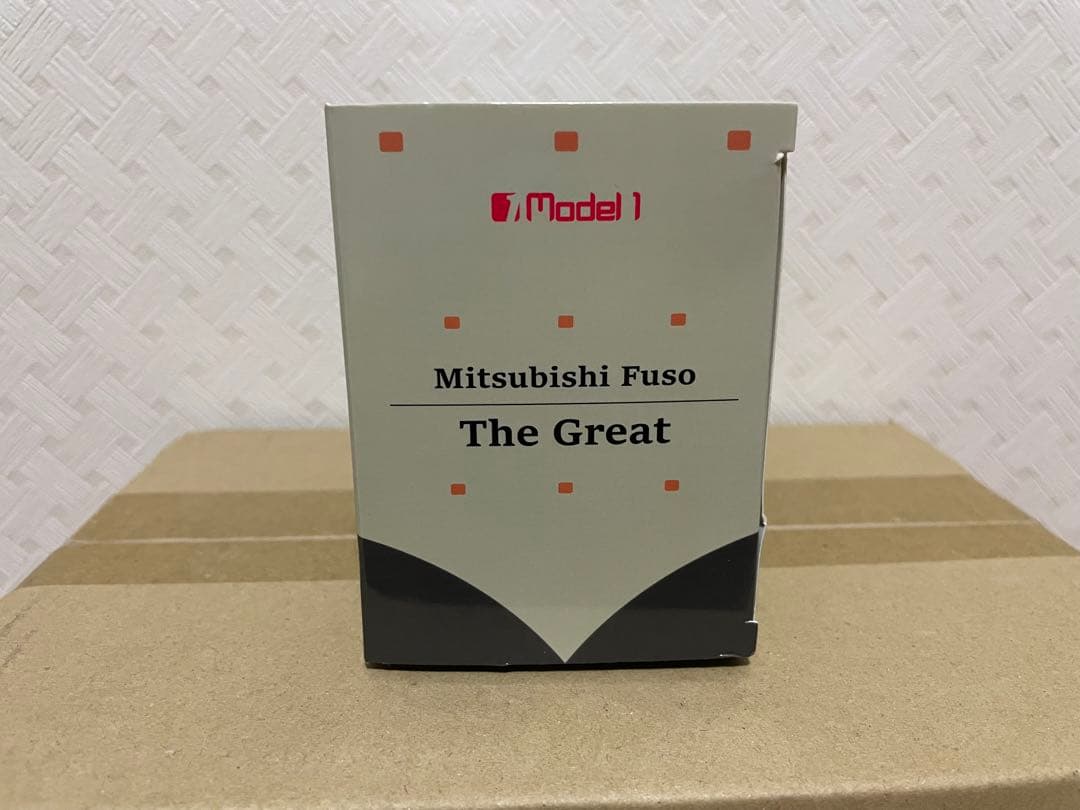 Model 1
Mitsubishi Fuso
The Great